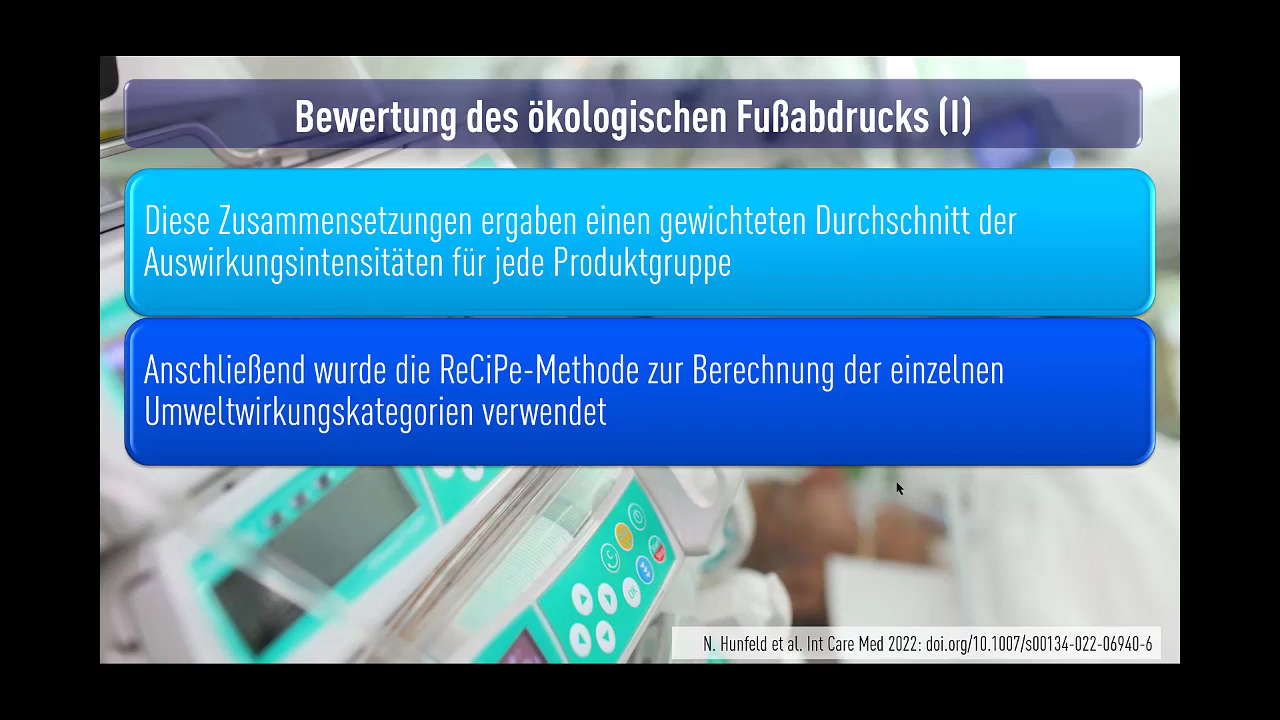 Bewertung des ökologischen Fußabdrucks (I)
Diese Zusammensetzungen ergaben einen gewichteten Durchschnitt der
Auswirkungsintensitäten für jede Produktgruppe
Anschließend wurde die ReCiPe-Methode zur Berechnung der einzelnen
Umweltwirkungskategorien verwendet
OK
N. Hunfeld et al. Int Care Med 2022: doi.org/10.1007/s00134-022-06940-6